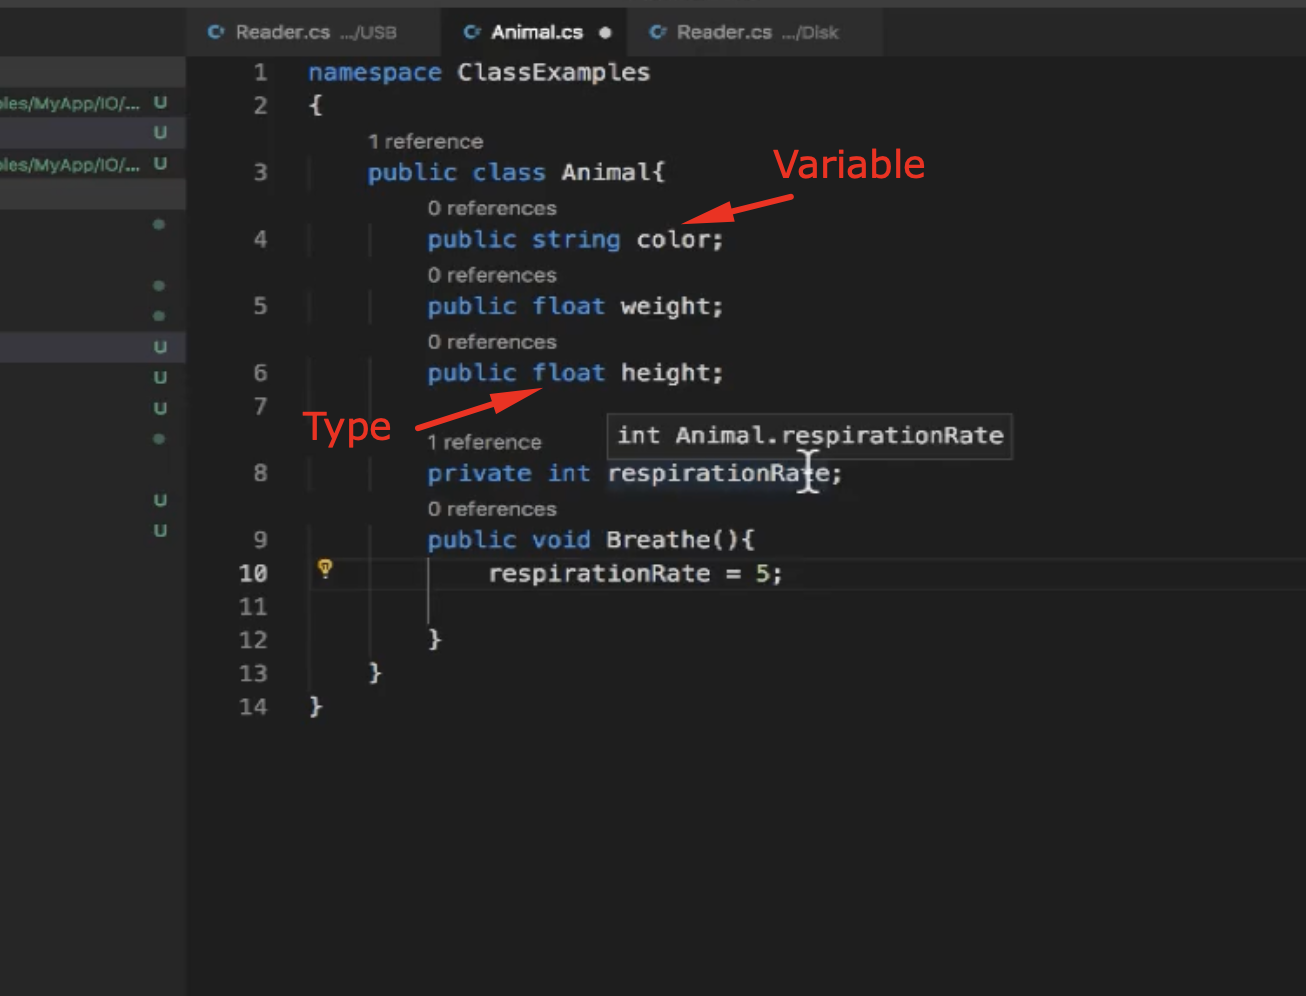 Reader.cs .../USB Animal.cs Reader.cs .../Disk
1 namespace ClassExamples
2 {
1 reference
3 public class Animal{
Variable
0 references
4 public string color;
0 references
5 public float weight;
0 references
6 public float height;
7
Type
1 reference
int Animal.respirationRate
8 private int respirationRate;
0 references
9 public void Breathe(){
10 respirationRate = 5;
11
12 }
13 }
14 }
les/MyApp/IO/... U
U
les/MyApp/IO/... U
U
U
U
U
U